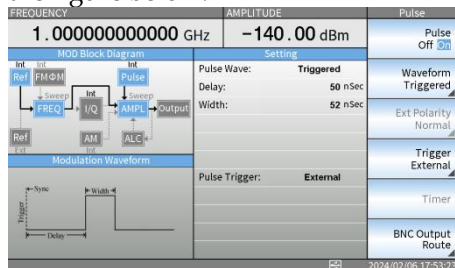 FREQUENCY
AMPLITUDE
Pulse
1.000000000000 GHz
-140.00 dBm
MOD Block Diagram
Int Int
Ref FMΦM Pulse
Sweep Int Sweep
FREQ I/Q AMPL Output
Ref AM ALC
Ext Int
Modulation Waveform
Sync Width
Trigger
Delay
Setting
Pulse Wave: Triggered
Delay: 50 nSec
Width: 52 nSec
Pulse Trigger: External
Pulse
Off On
Waveform
Triggered
Ext Polarity
Normal
Trigger
External
Timer
BNC Output
Route
2024/02/06 17:53:23